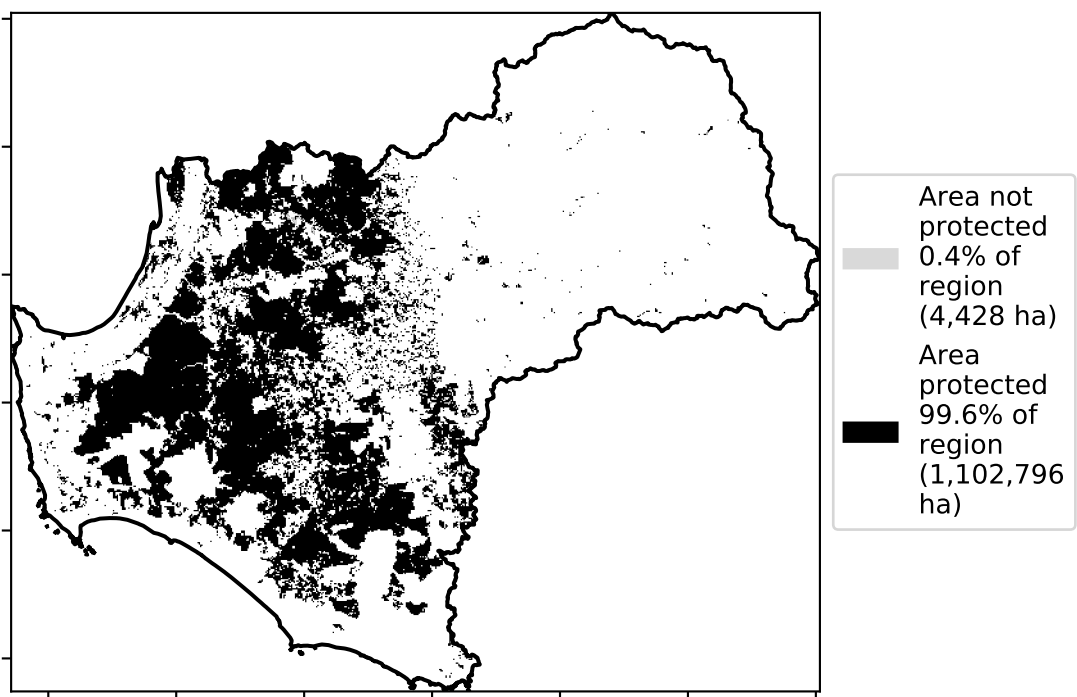 Area not
protected
0.4% of
region
(4,428 ha)
Area
protected
99.6% of
region
(1,102,796
ha)